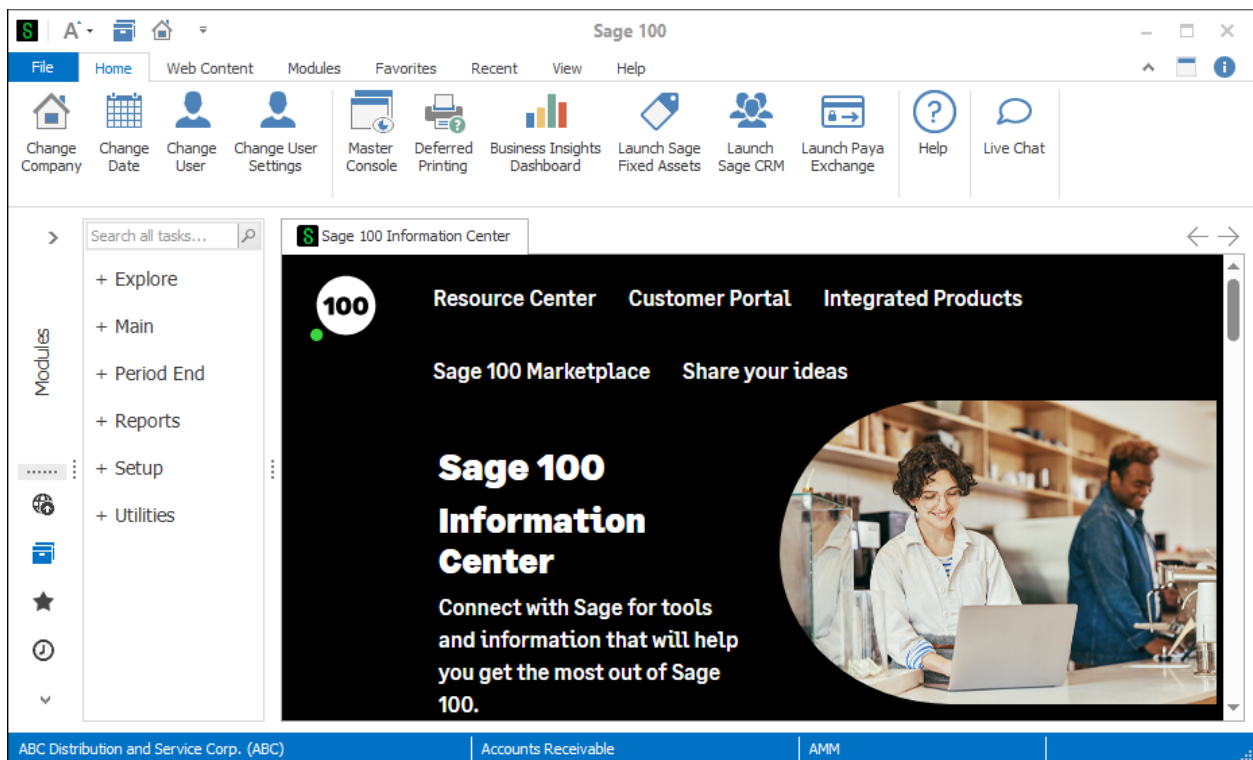 S A Sage 100
File Home Web Content Modules Favorites Recent View Help
Change Company
Change Date
Change User
Change User Settings
Master Console
Deferred Printing
Business Insights Dashboard
Launch Sage Fixed Assets
Launch Sage CRM
Launch Paya Exchange
Help
Live Chat
Modules
Search all tasks...
+ Explore
+ Main
+ Period End
+ Reports
+ Setup
+ Utilities
S Sage 100 Information Center
100
Resource Center Customer Portal Integrated Products
Sage 100 Marketplace Share your ideas
Sage 100
Information
Center
Connect with Sage for tools
and information that will help
you get the most out of Sage
100.
ABC Distribution and Service Corp. (ABC) Accounts Receivable AMM